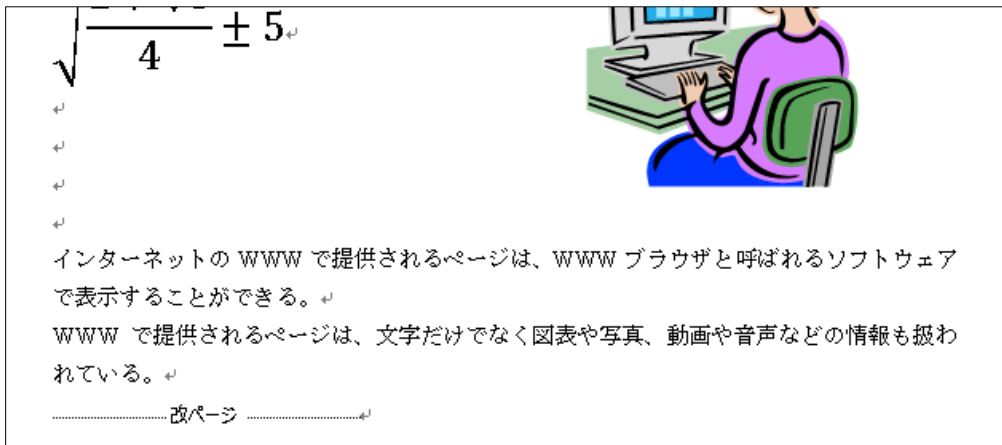 4
± 5
インターネットの WWW で提供されるページは、WWW ブラウザと呼ばれるソフトウェア
で表示することができる。
WWW で提供されるページは、文字だけでなく図表や写真、動画や音声などの情報も扱わ
れている。
改ページ